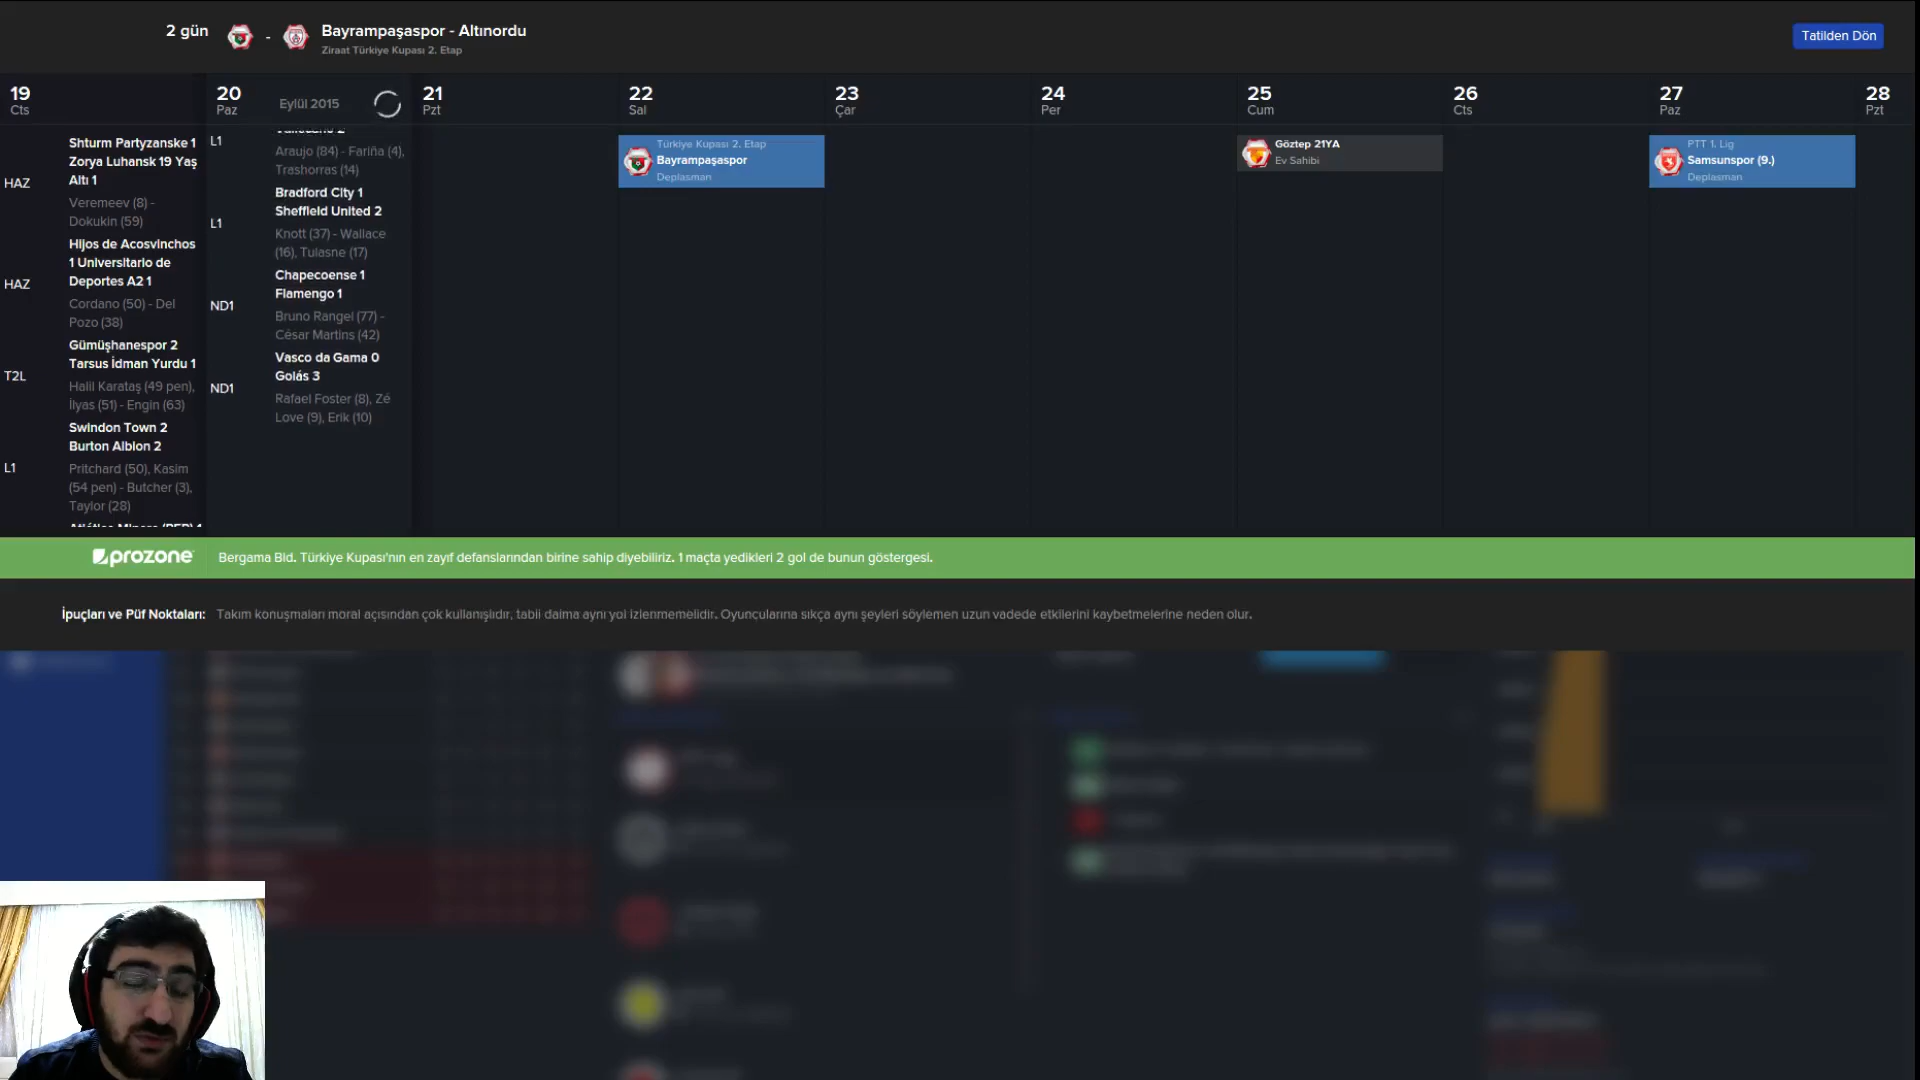 2 gün
-
Bayrampaşaspor - Altınordu
Ziraat Türkiye Kupası 2. Etap
Tatilden Dön
19
Cts
20
Paz
Eylül 2015
21
Pzt
22
Sal
23
Çar
24
Per
25
Cum
26
Cts
27
Paz
28
Pzt
HAZ
Shturm Partyzanske 1
Zorya Luhansk 19 Yaş
Altı 1
Veremeev (8) -
Dokukin (59)
HAZ
Hijos de Acosvinchos
1 Universitario de
Deportes A2 1
Cordano (50) - Del
Pozo (38)
T2L
Gümüşhanespor 2
Tarsus İdman Yurdu 1
Halil Karataş (49 pen),
İlyas (51) - Engin (63)
L1
Swindon Town 2
Burton Albion 2
Pritchard (50), Kasim
(54 pen) - Butcher (3),
Taylor (28)
L1
Araujo (84) - Fariña (4),
Trashorras (14)
L1
Bradford City 1
Sheffield United 2
Knott (37) - Wallace
(16), Tuiasne (17)
ND1
Chapecoense 1
Flamengo 1
Bruno Rangel (77) -
César Martins (42)
ND1
Vasco da Gama 0
Goiás 3
Rafael Foster (8), Zé
Love (9), Erik (10)
Türkiye Kupası 2. Etap
Bayrampaşaspor
Deplasman
Göztep 21YA
Ev Sahibi
PTT 1. Lig
Samsunspor (9.)
Deplasman
prozone
Bergama Bld. Türkiye Kupası'nın en zayıf defanslarından birine sahip diyebiliriz. 1 maçta yedikleri 2 gol de bunun göstergesi.
İpuçları ve Püf Noktaları:
Takım konuşmaları moral açısından çok kullanışlıdır, tabii daima aynı yol izlenmemelidir. Oyuncularına sıkça aynı şeyleri söylemen uzun vadede etkilerini kaybetmelerine neden olur.